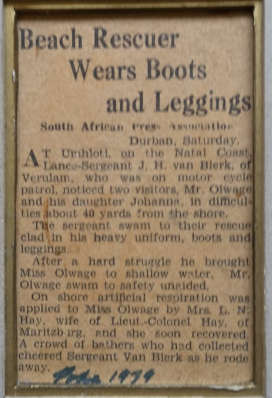 Beach Rescuer
Wears Boots
and Leggings
South African Press Association
Durban, Saturday.
AT Umhloti, on the Natal Coast,
Lance-Sergeant J. H. van Blerk, of
Verulam, who was on motor cycle
patrol, noticed two visitors, Mr. Olwage
and his daughter Johanna, in difficul-
ties about 40 yards from the shore.
The sergeant swam to their rescue
clad in his heavy uniform, boots and
leggings.
After a hard struggle he brought
Miss Olwage to shallow water. Mr.
Olwage swam to safety unaided.
On shore artificial respiration was
applied to Miss Olwage by Mrs. L. N.
Hay, wife of Lieut-Colonel Hay, of
Maritzburg, and she soon recovered.
A crowd of bathers who had collected
cheered Sergeant Van Blerk as he rode
away.